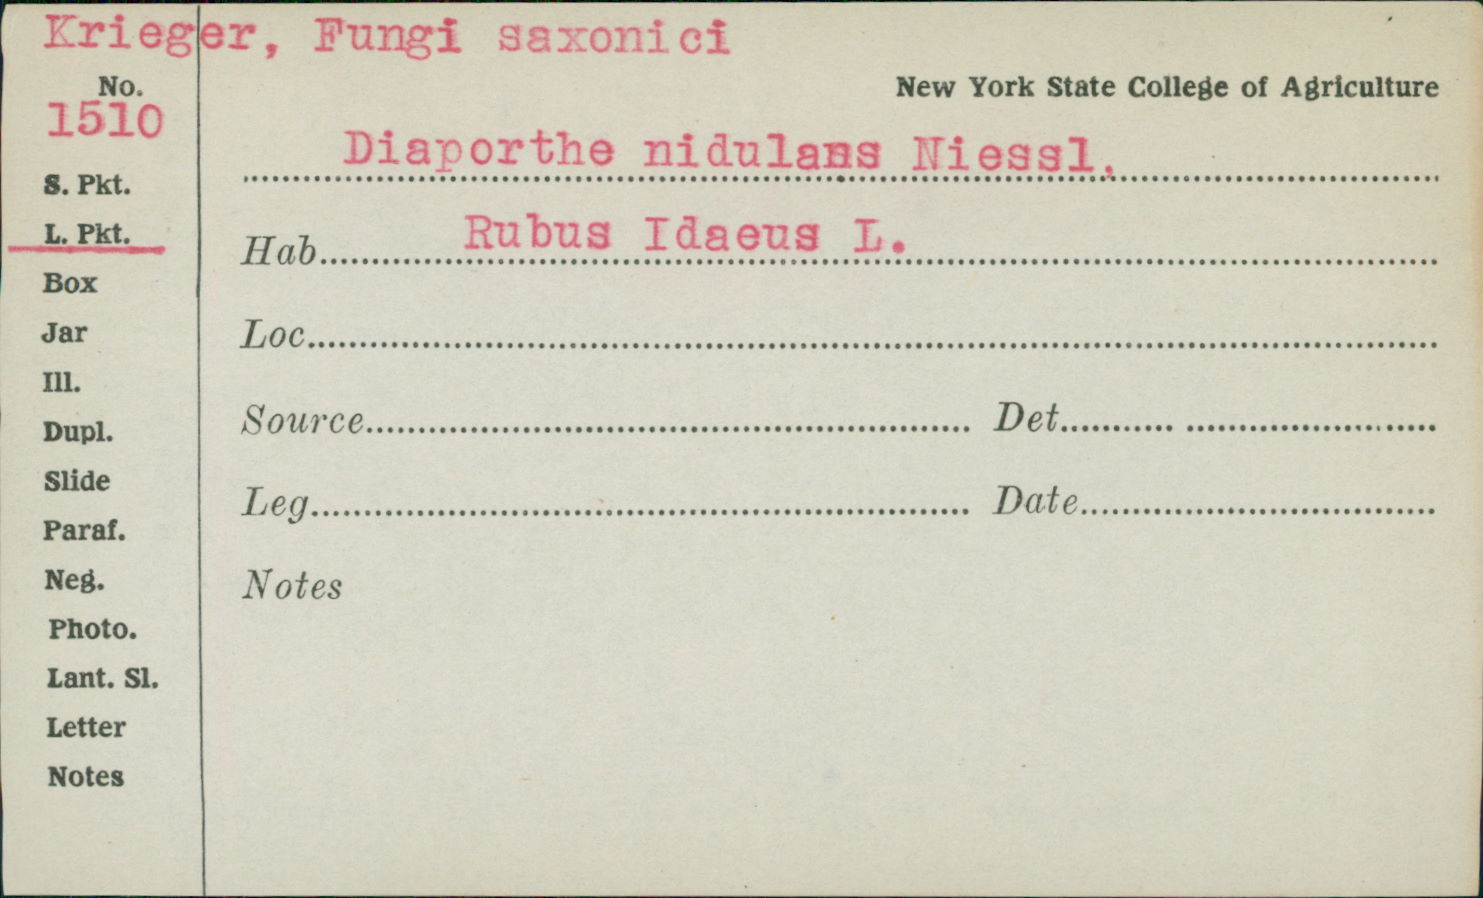 Krieger, Fungi saxonici
No.
1510
New York State College of Agriculture
Diaporthe nidulans Niessl.
S. Pkt.
L. Pkt.
Hab. Rubus Idaeus L.
Box
Jar
Loc.
Ill.
Dupl.
Source
Det.
Slide
Leg.
Date
Paraf.
Neg.
Notes
Photo.
Lant. Sl.
Letter
Notes